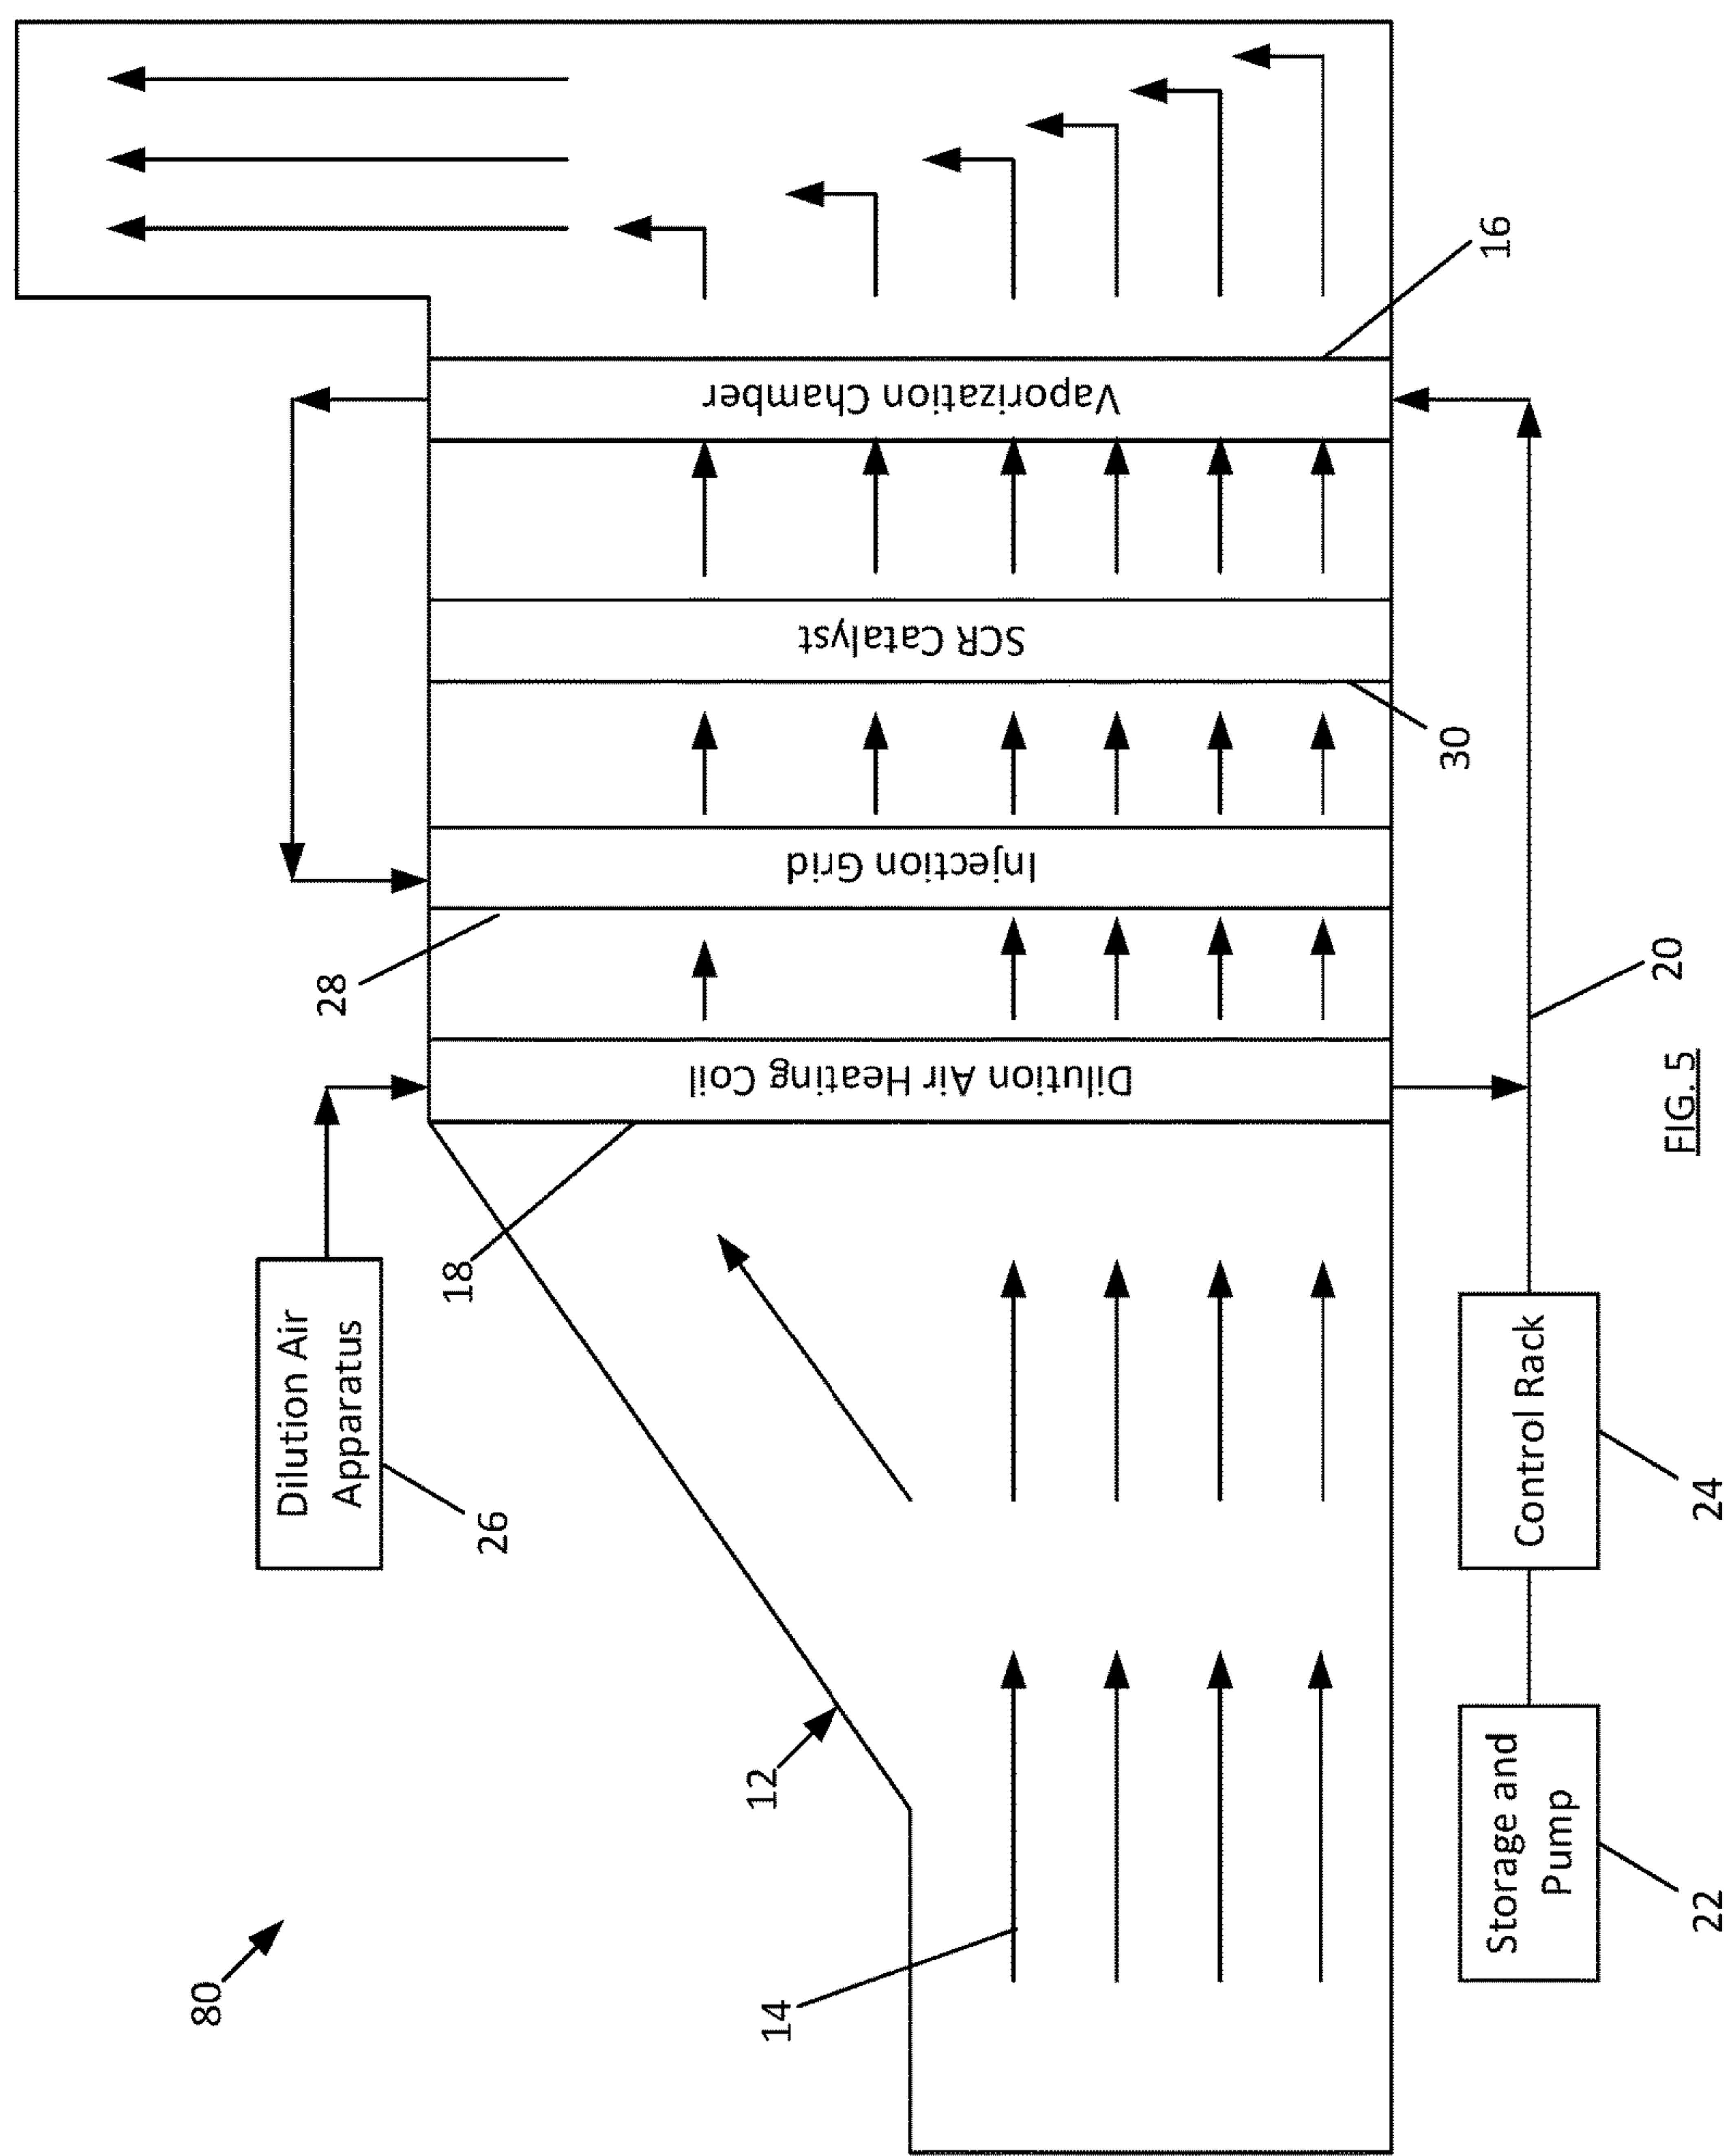 80
Dilution Air
Apparatus
26
12
14
18
28
Dilution Air Heating Coil
Injection Grid
SCR Catalyst
Vaporization Chamber
30
16
Storage and
Pump
22
Control Rack
24
20
FIG. 5